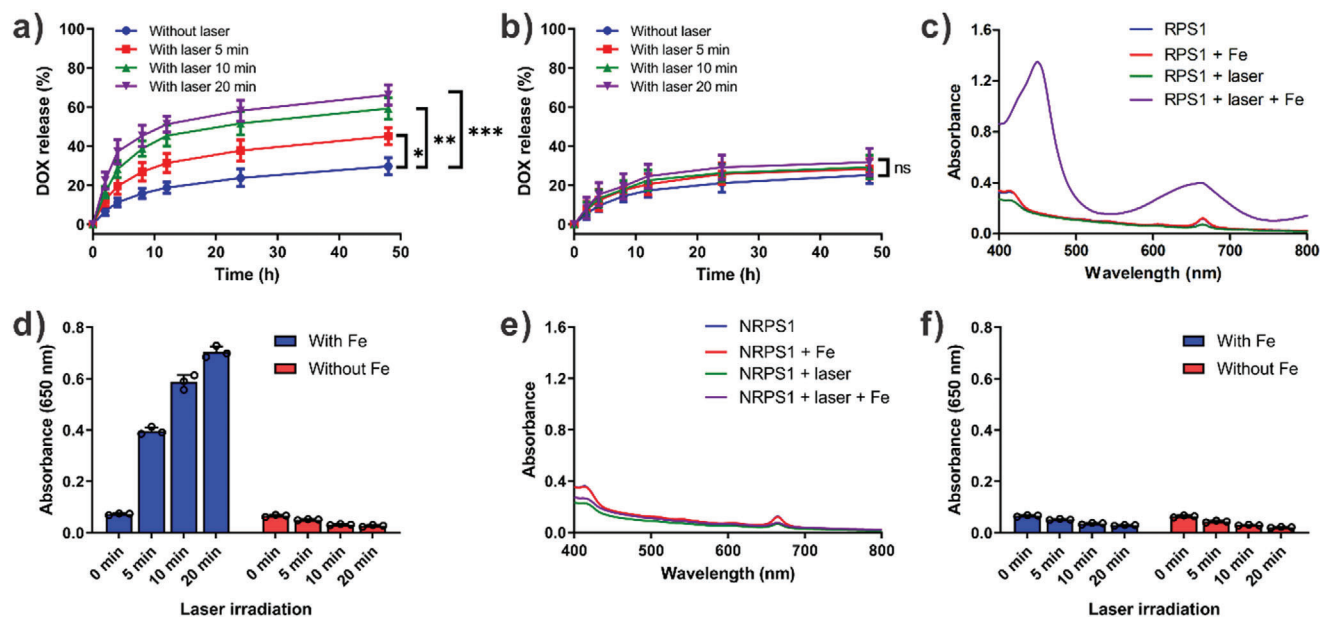 a)
DOX release (%)
100
80
60
40
20
0
Without laser
With laser 5 min
With laser 10 min
With laser 20 min
*
**
***
0
10
20
30
40
50
Time (h)
b)
DOX release (%)
100
80
60
40
20
0
Without laser
With laser 5 min
With laser 10 min
With laser 20 min
ns
0
10
20
30
40
50
Time (h)
c)
Absorbance
1.6
1.2
0.8
0.4
0.0
RPS1
RPS1 + Fe
RPS1 + laser
RPS1 + laser + Fe
400
500
600
700
800
Wavelength (nm)
d)
Absorbance (650 nm)
0.8
0.6
0.4
0.2
0.0
With Fe
Without Fe
0 min
5 min
10 min
20 min
0 min
5 min
10 min
20 min
Laser irradiation
e)
Absorbance
1.6
1.2
0.8
0.4
0.0
NRPS1
NRPS1 + Fe
NRPS1 + laser
NRPS1 + laser + Fe
400
500
600
700
800
Wavelength (nm)
f)
Absorbance (650 nm)
0.8
0.6
0.4
0.2
0.0
With Fe
Without Fe
0 min
5 min
10 min
20 min
0 min
5 min
10 min
20 min
Laser irradiation